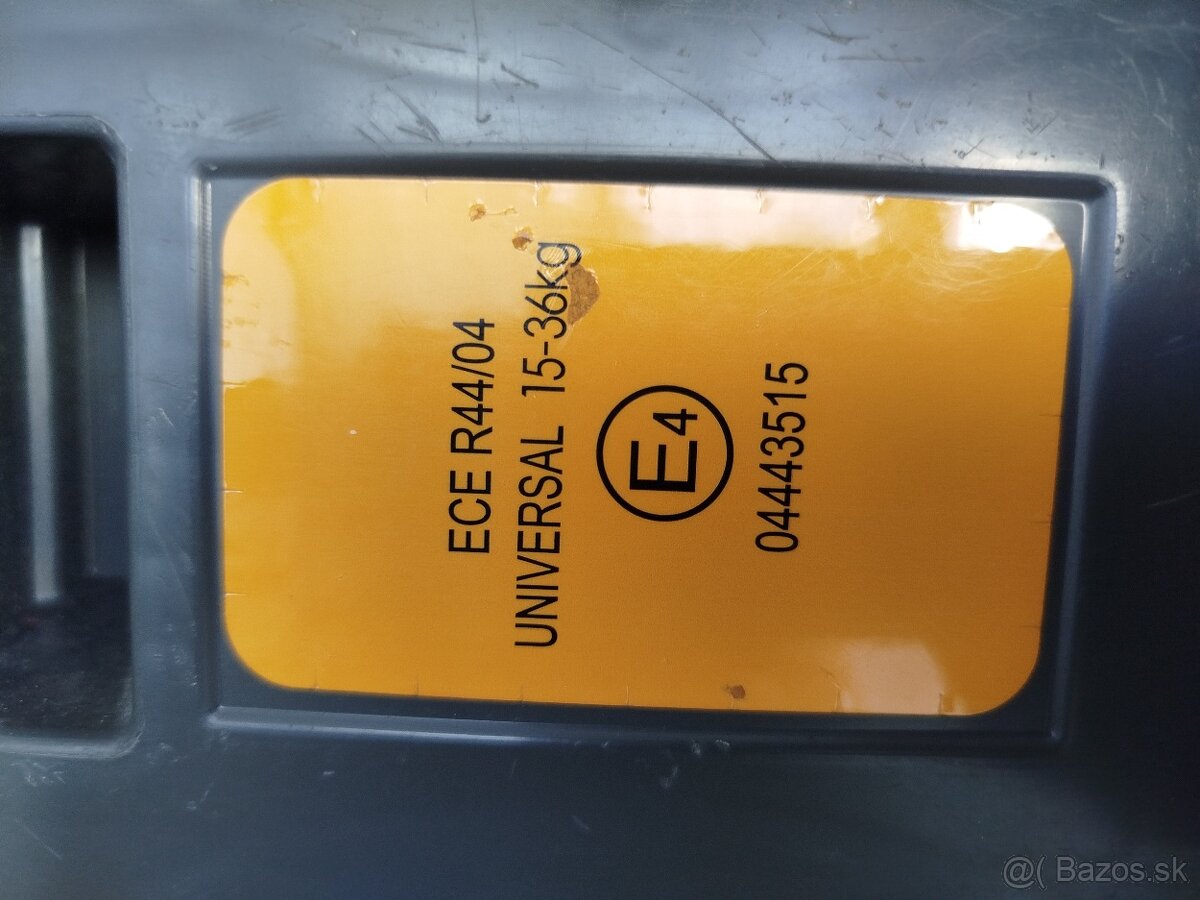 ECE R44/04
UNIVERSAL 15-36kg
E4
04443515
@( Bazos.sk